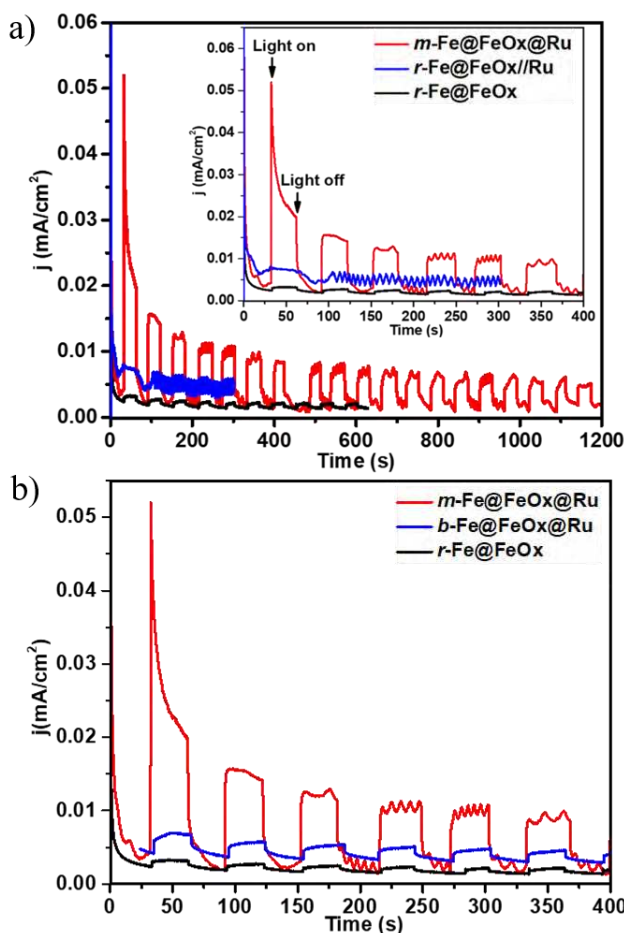 a)
0.06
0.05
0.04
0.03
0.02
0.01
0.00
j (mA/cm²)
0 200 400 600 800 1000 1200
Time (s)
0.06
0.05
0.04
0.03
0.02
0.01
0.00
j (mA/cm²)
0 50 100 150 200 250 300 350 400
Time (s)
Light on
Light off
m-Fe@FeOx@Ru
r-Fe@FeOx//Ru
r-Fe@FeOx
b)
0.05
0.04
0.03
0.02
0.01
0.00
j(mA/cm²)
0 50 100 150 200 250 300 350 400
Time (s)
m-Fe@FeOx@Ru
b-Fe@FeOx@Ru
r-Fe@FeOx